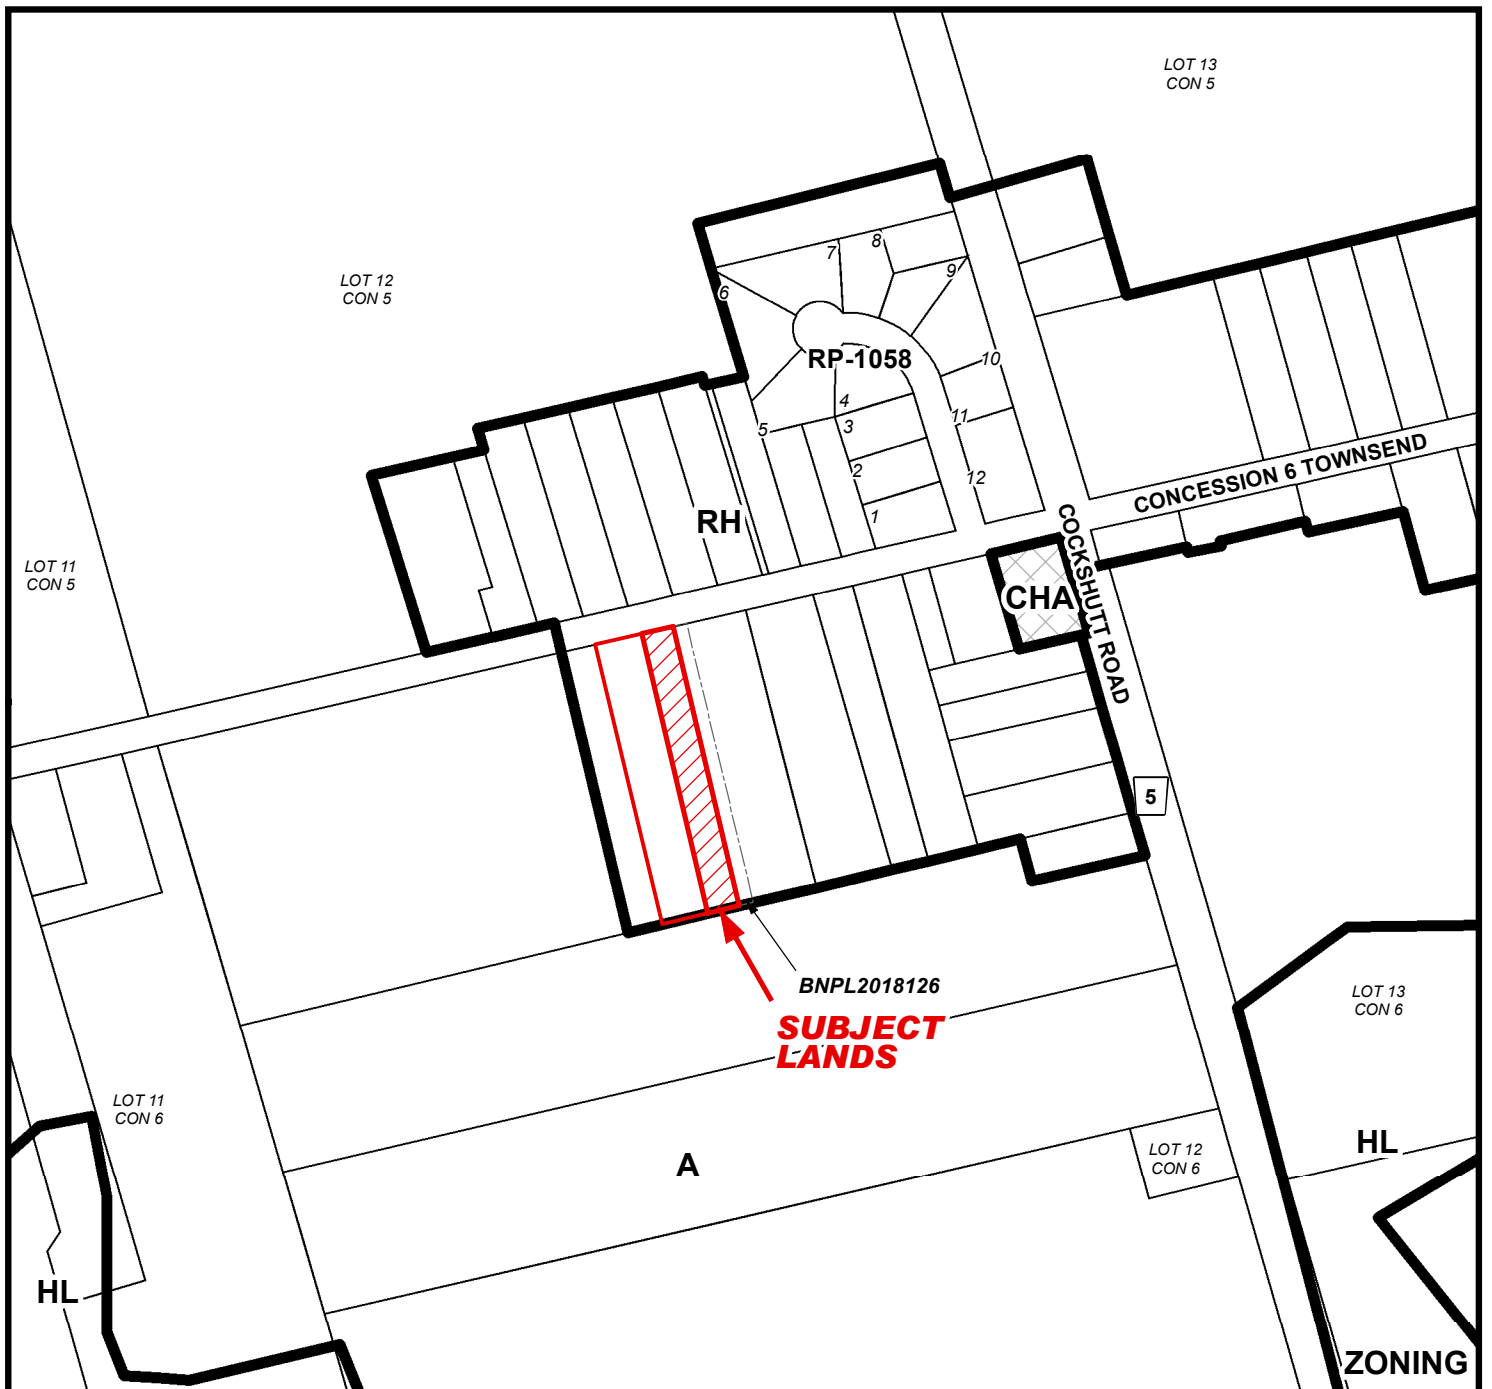 LOT 13
CON 5
LOT 12
CON 5
7
8
9
6
RP-1058
10
4
11
5
3
2
12
1
RH
CONCESSION 6 TOWNSEND
COCKSHUTT ROAD
LOT 11
CON 5
CHA
5
BNPL2018126
SUBJECT
LANDS
LOT 13
CON 6
LOT 11
CON 6
A
LOT 12
CON 6
HL
HL
ZONING